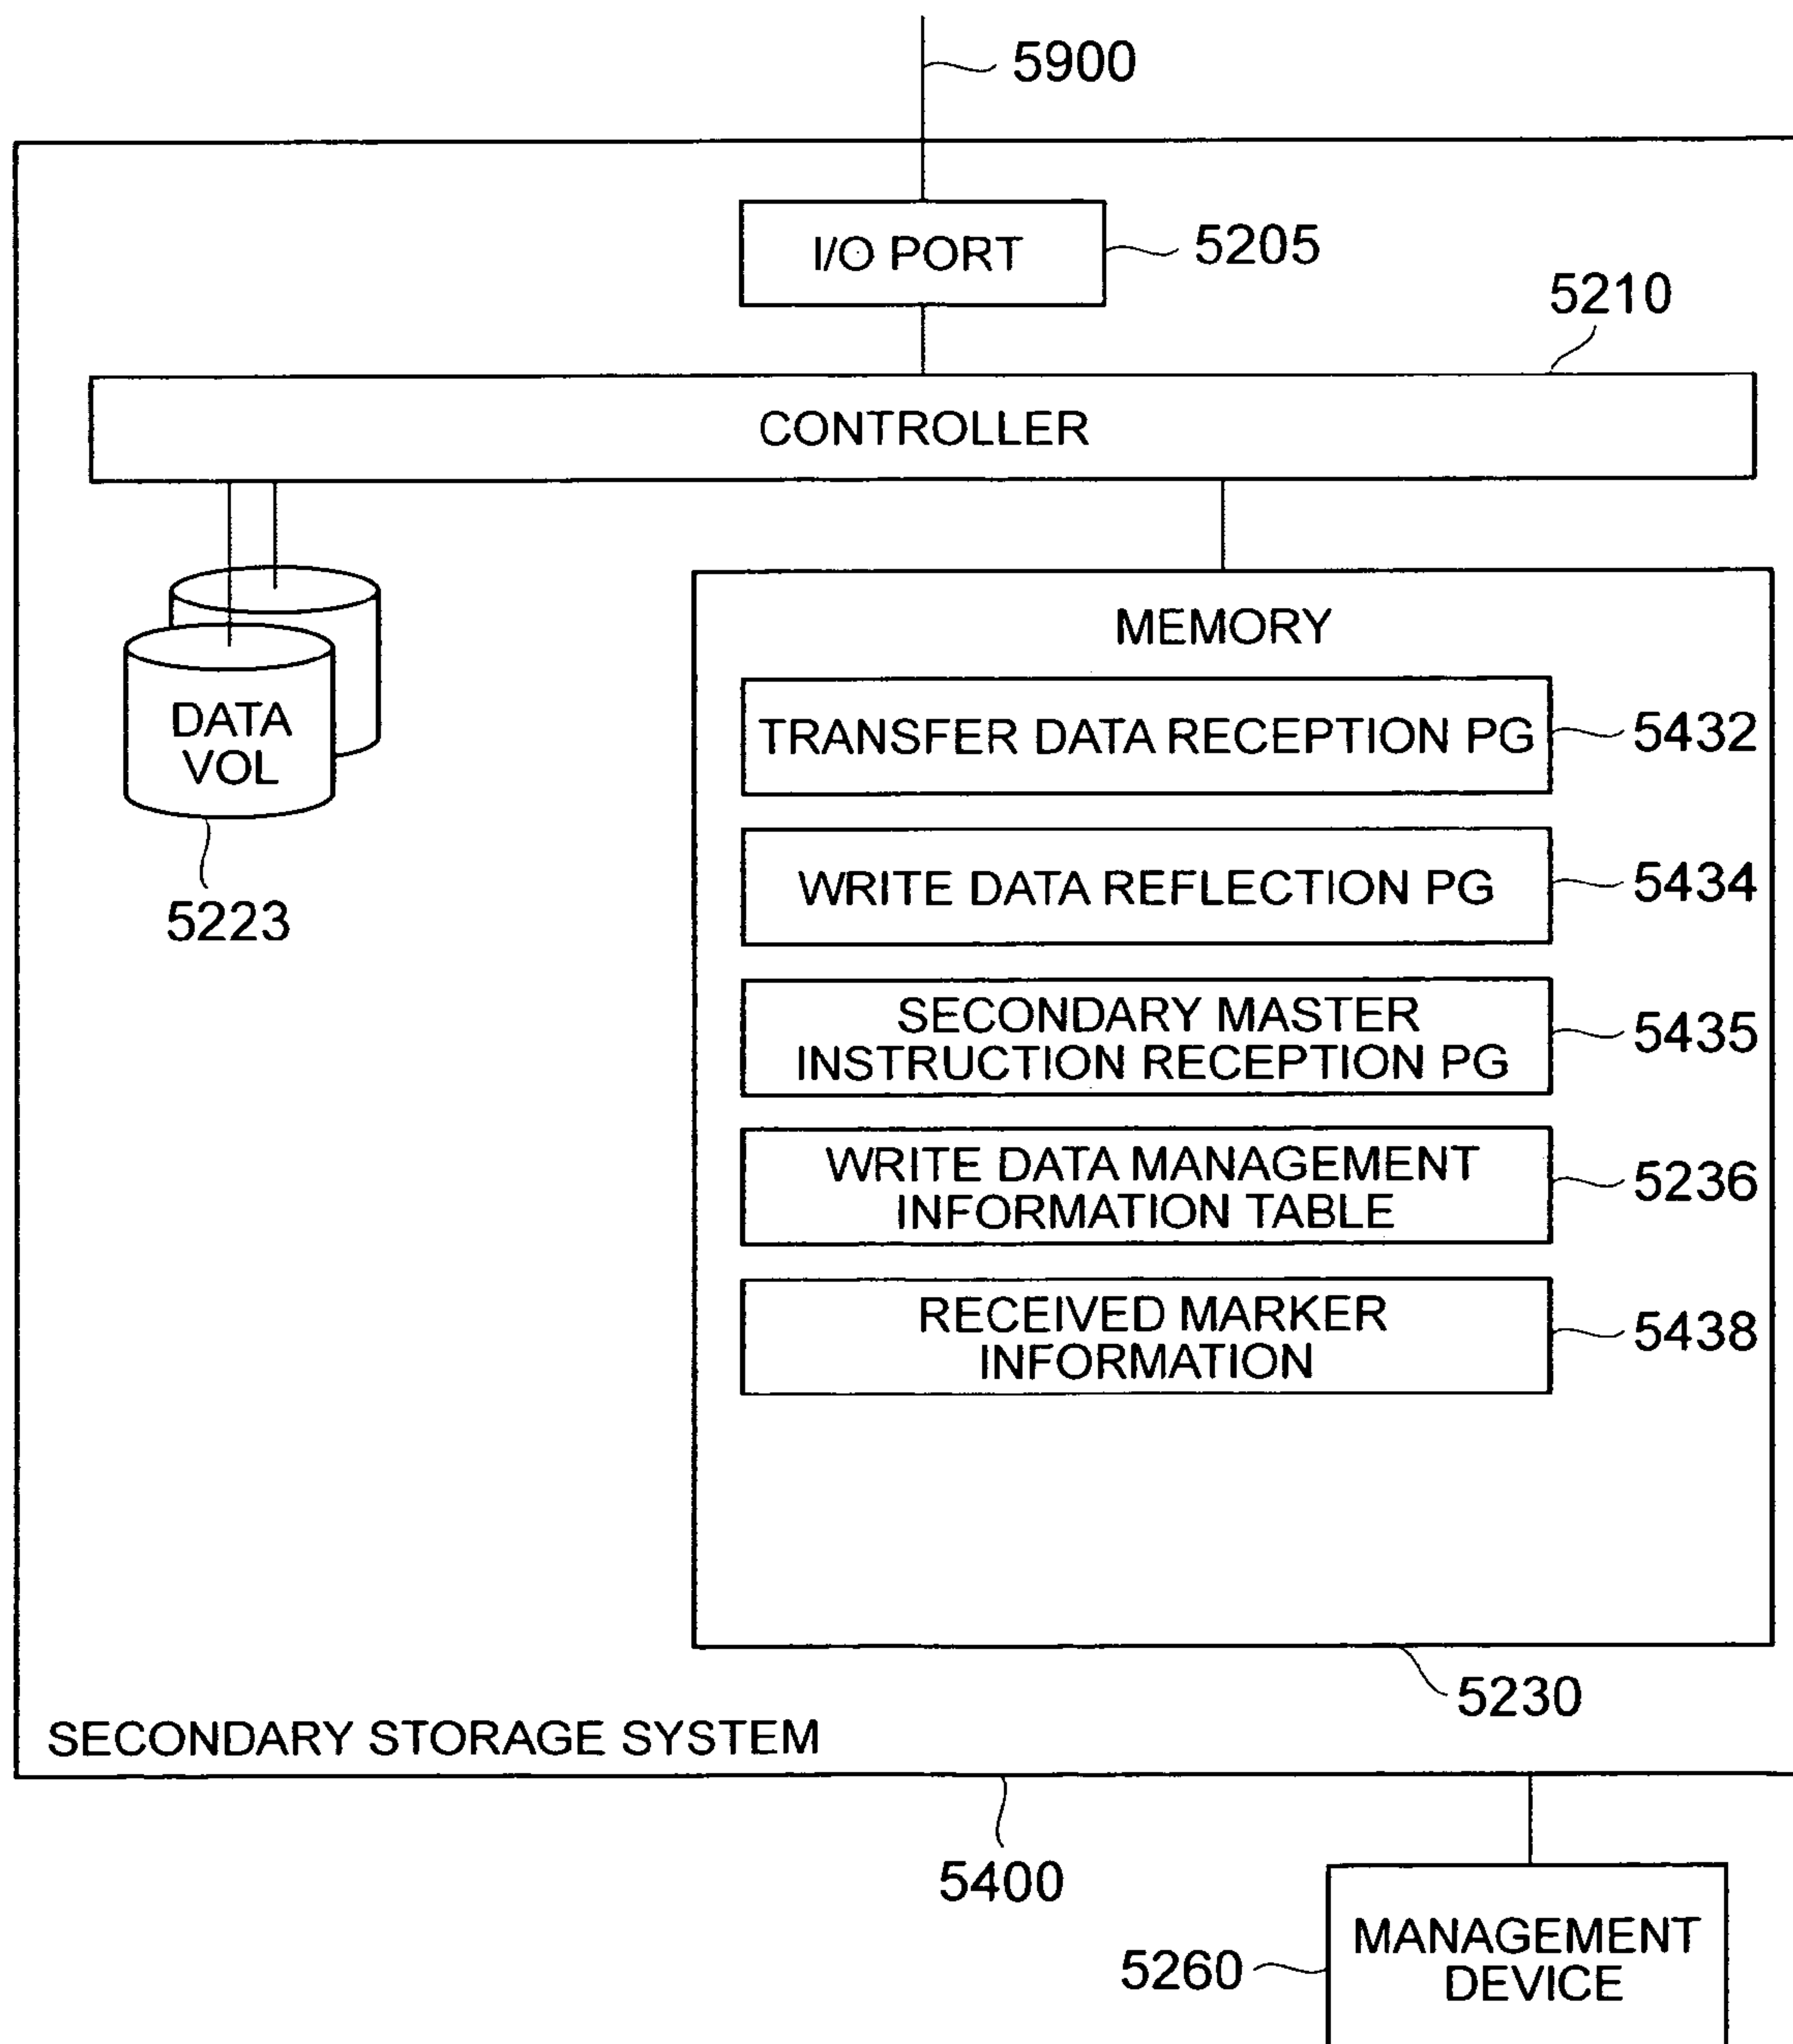 5900
I/O PORT
5205
5210
CONTROLLER
MEMORY
DATA
VOL
5223
TRANSFER DATA RECEPTION PG
5432
WRITE DATA REFLECTION PG
5434
SECONDARY MASTER
INSTRUCTION RECEPTION PG
5435
WRITE DATA MANAGEMENT
INFORMATION TABLE
5236
RECEIVED MARKER
INFORMATION
5438
5230
SECONDARY STORAGE SYSTEM
5400
5260
MANAGEMENT
DEVICE